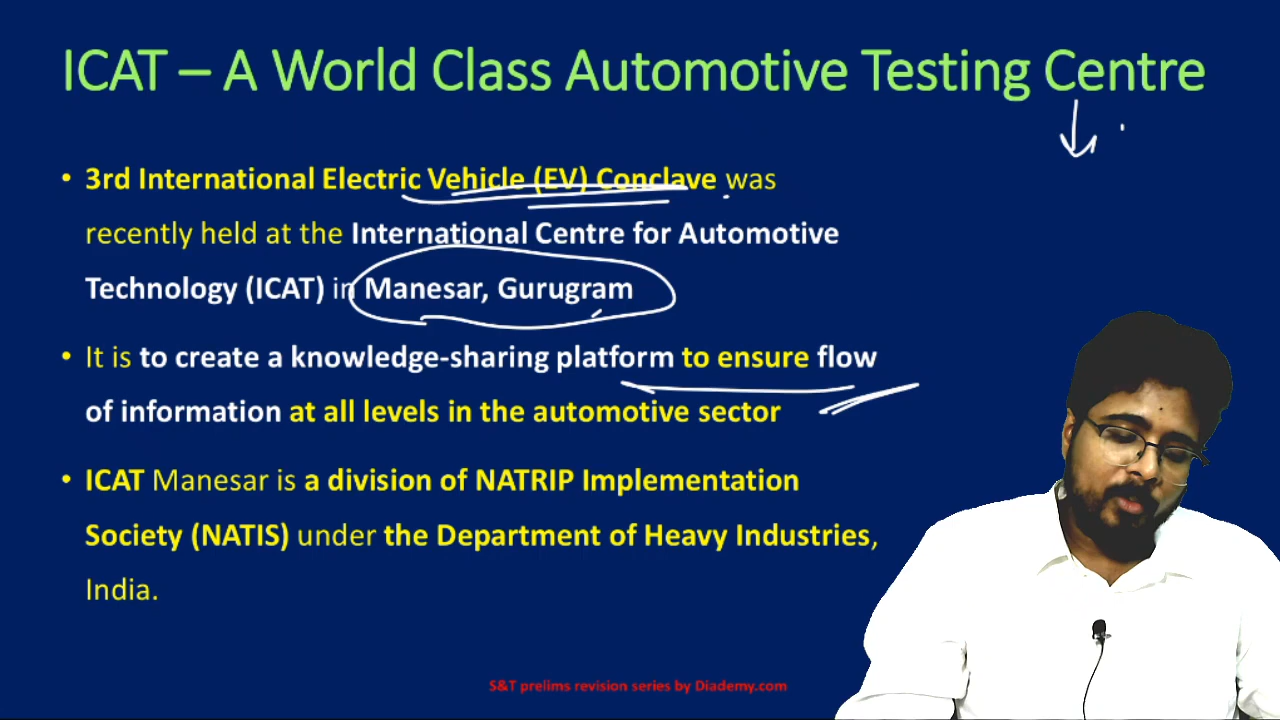 ICAT – A World Class Automotive Testing Centre
• 3rd International Electric Vehicle (EV) Conclave was
recently held at the International Centre for Automotive
Technology (ICAT) in Manesar, Gurugram
• It is to create a knowledge-sharing platform to ensure flow
of information at all levels in the automotive sector
• ICAT Manesar is a division of NATRIP Implementation
Society (NATIS) under the Department of Heavy Industries,
India.
S&T prelims revision series by Diademy.com